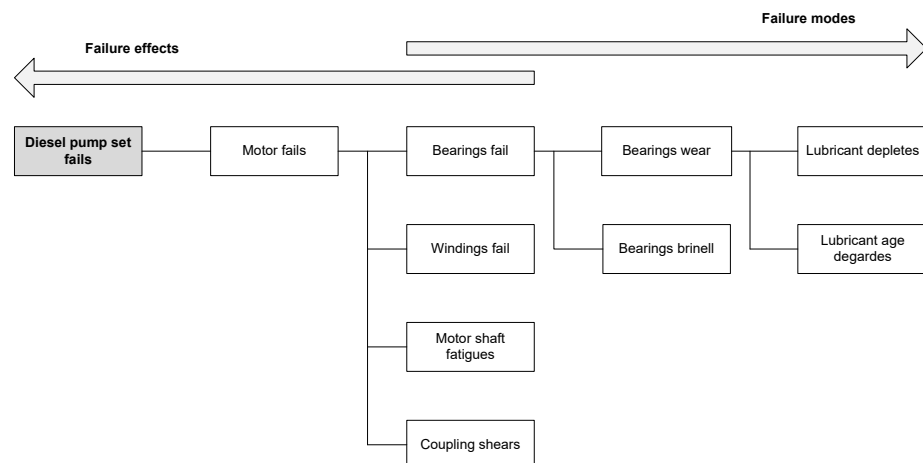 Failure modes
Failure effects
Diesel pump set
fails
Motor fails
Bearings fail
Bearings wear
Lubricant depletes
Windings fail
Bearings brinell
Lubricant age
degardes
Motor shaft
fatigues
Coupling shears